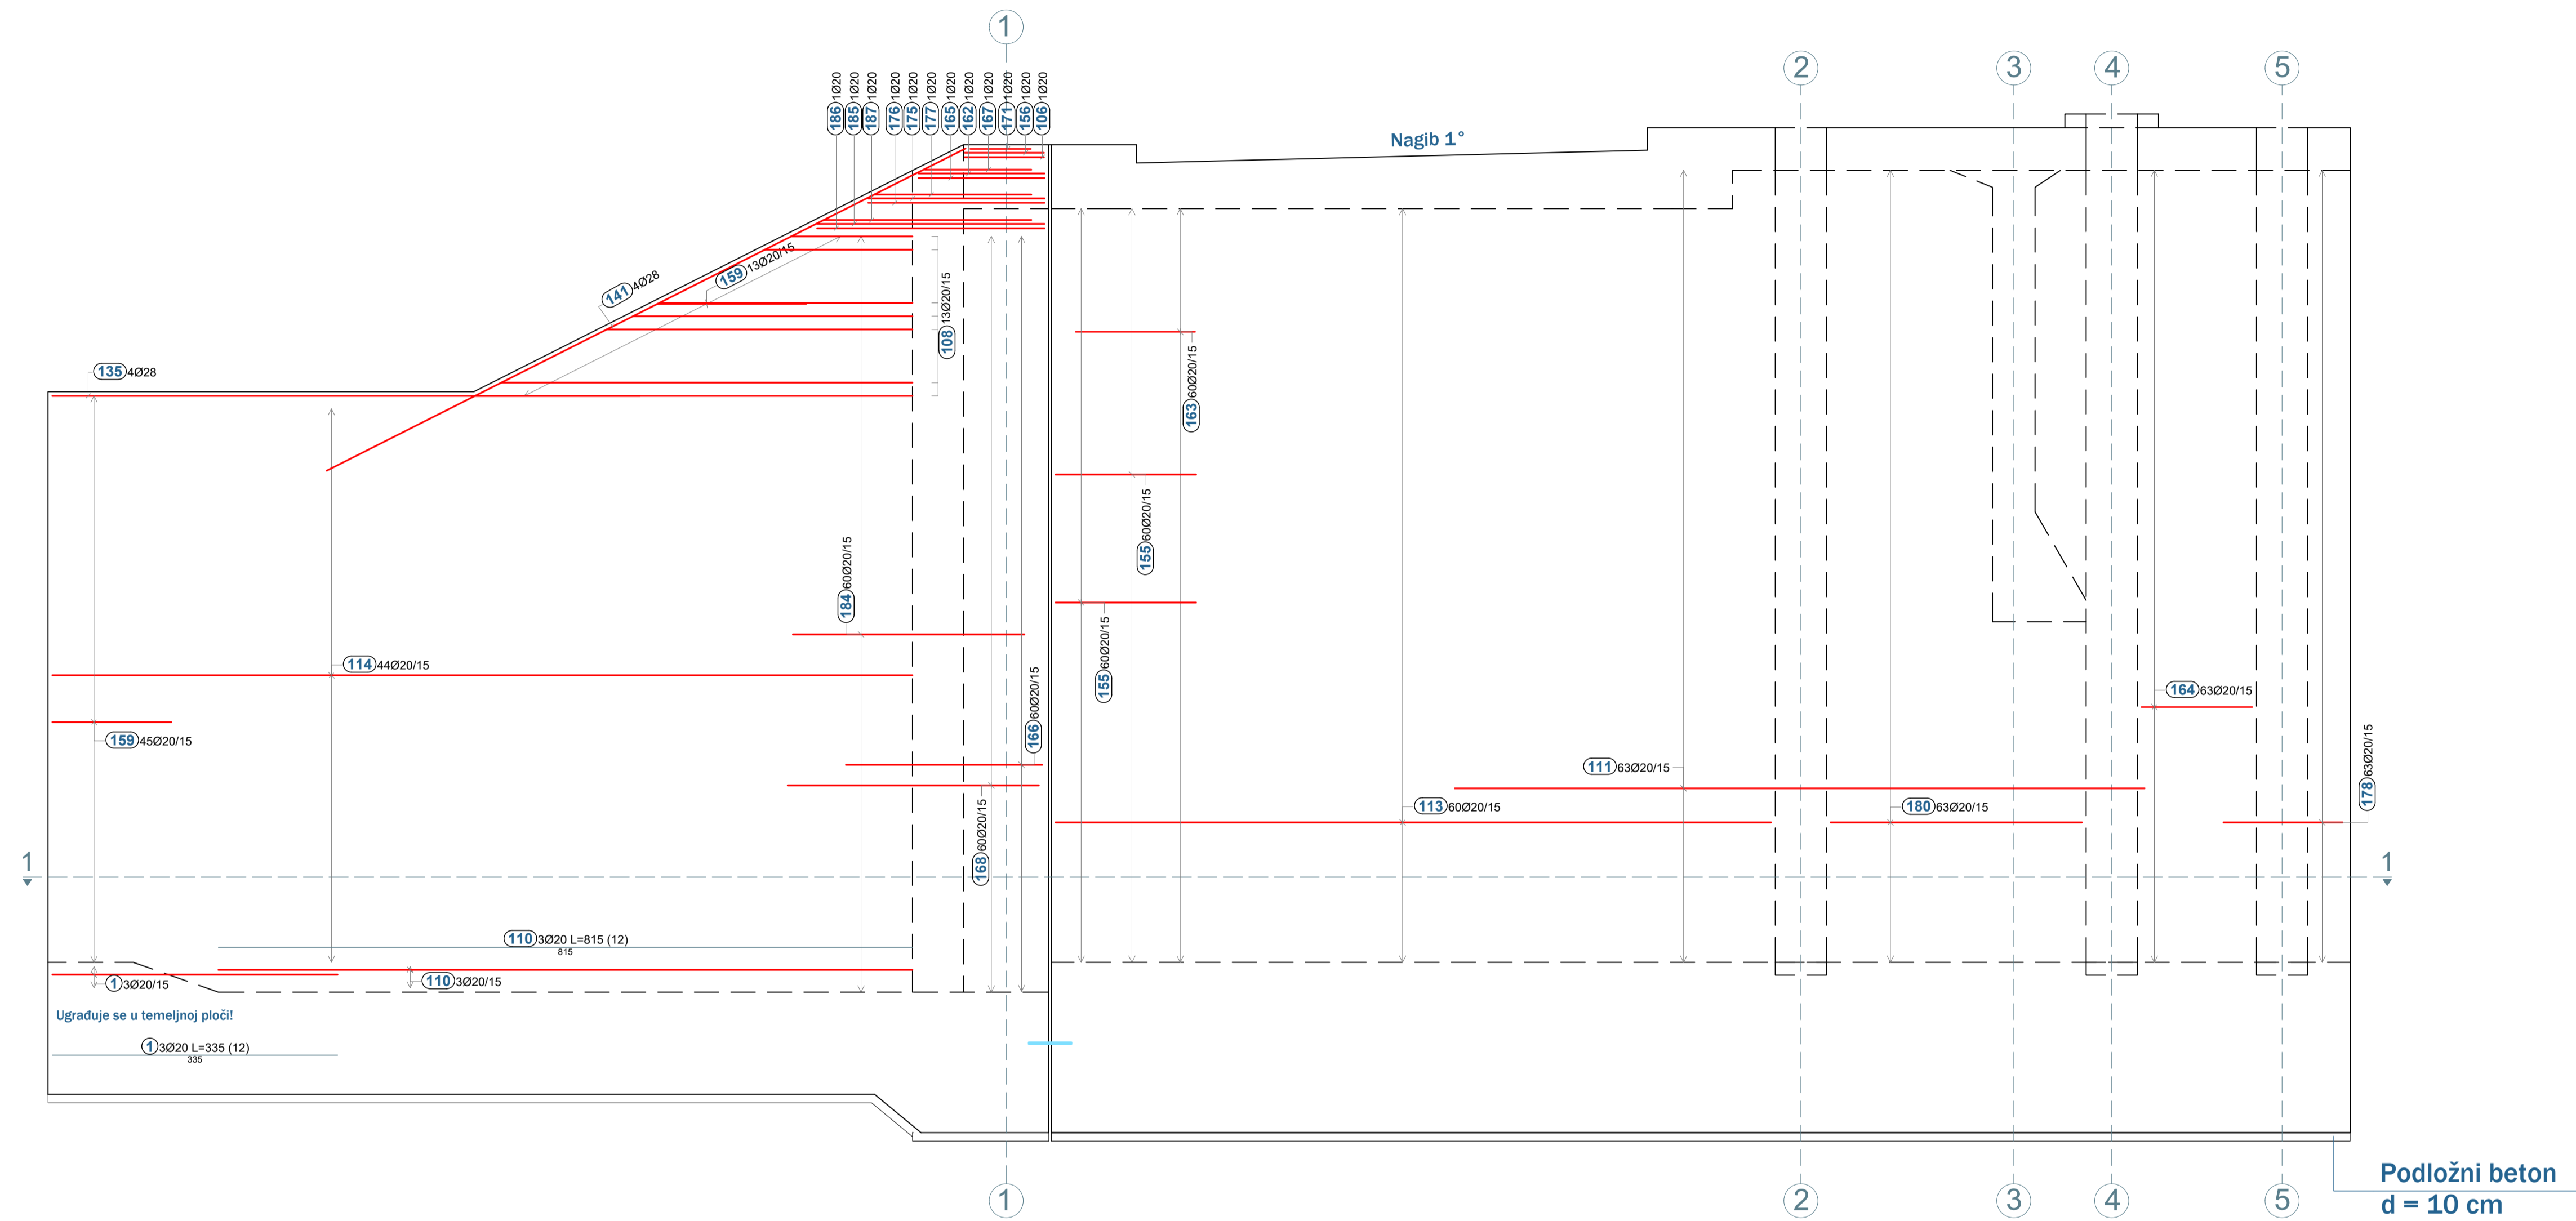 1
2
3
4
5
186 1Ø20
185 1Ø20
187 1Ø20
176 1Ø20
175 1Ø20
177 1Ø20
165 1Ø20
162 1Ø20
167 1Ø20
171 1Ø20
156 1Ø20
106 1Ø20
Nagib 1°
159 13Ø20/15
141 4Ø28
108 13Ø20/15
135 4Ø28
163 60Ø20/15
155 60Ø20/15
184 60Ø20/15
155 60Ø20/15
114 44Ø20/15
166 60Ø20/15
164 63Ø20/15
159 45Ø20/15
111 63Ø20/15
178 63Ø20/15
168 60Ø20/15
113 60Ø20/15
180 63Ø20/15
1
1
110 3Ø20 L=815 (12)
815
1 3Ø20/15
110 3Ø20/15
Ugrađuje se u temeljnoj ploči!
1 3Ø20 L=335 (12)
335
Podložni beton
d = 10 cm
1
2
3
4
5